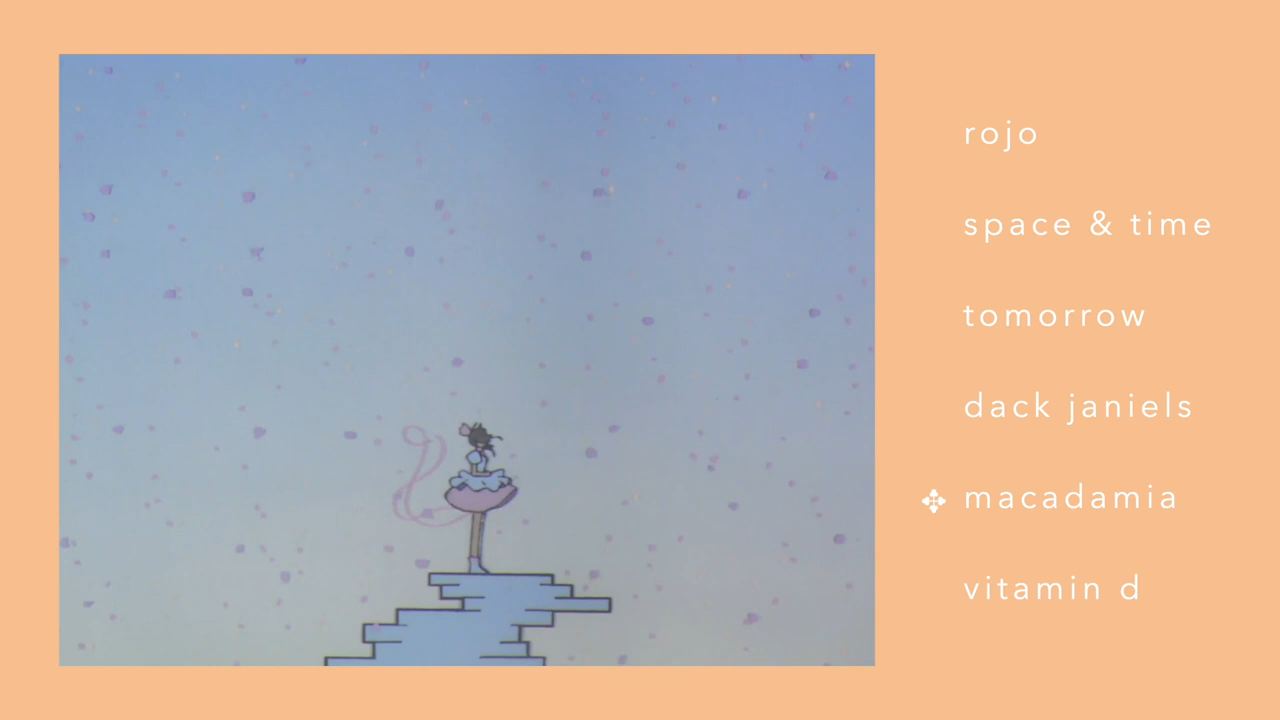 rojo
space & time
tomorrow
dack janiels
macadamia
vitamin d